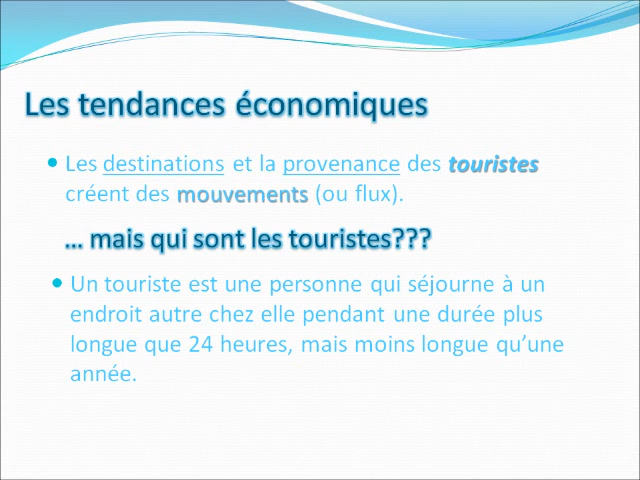 Les tendances économiques
Les destinations et la provenance des touristes
créent des mouvements (ou flux).
... mais qui sont les touristes???
Un touriste est une personne qui séjourne à un
endroit autre chez elle pendant une durée plus
longue que 24 heures, mais moins longue qu’une
année.